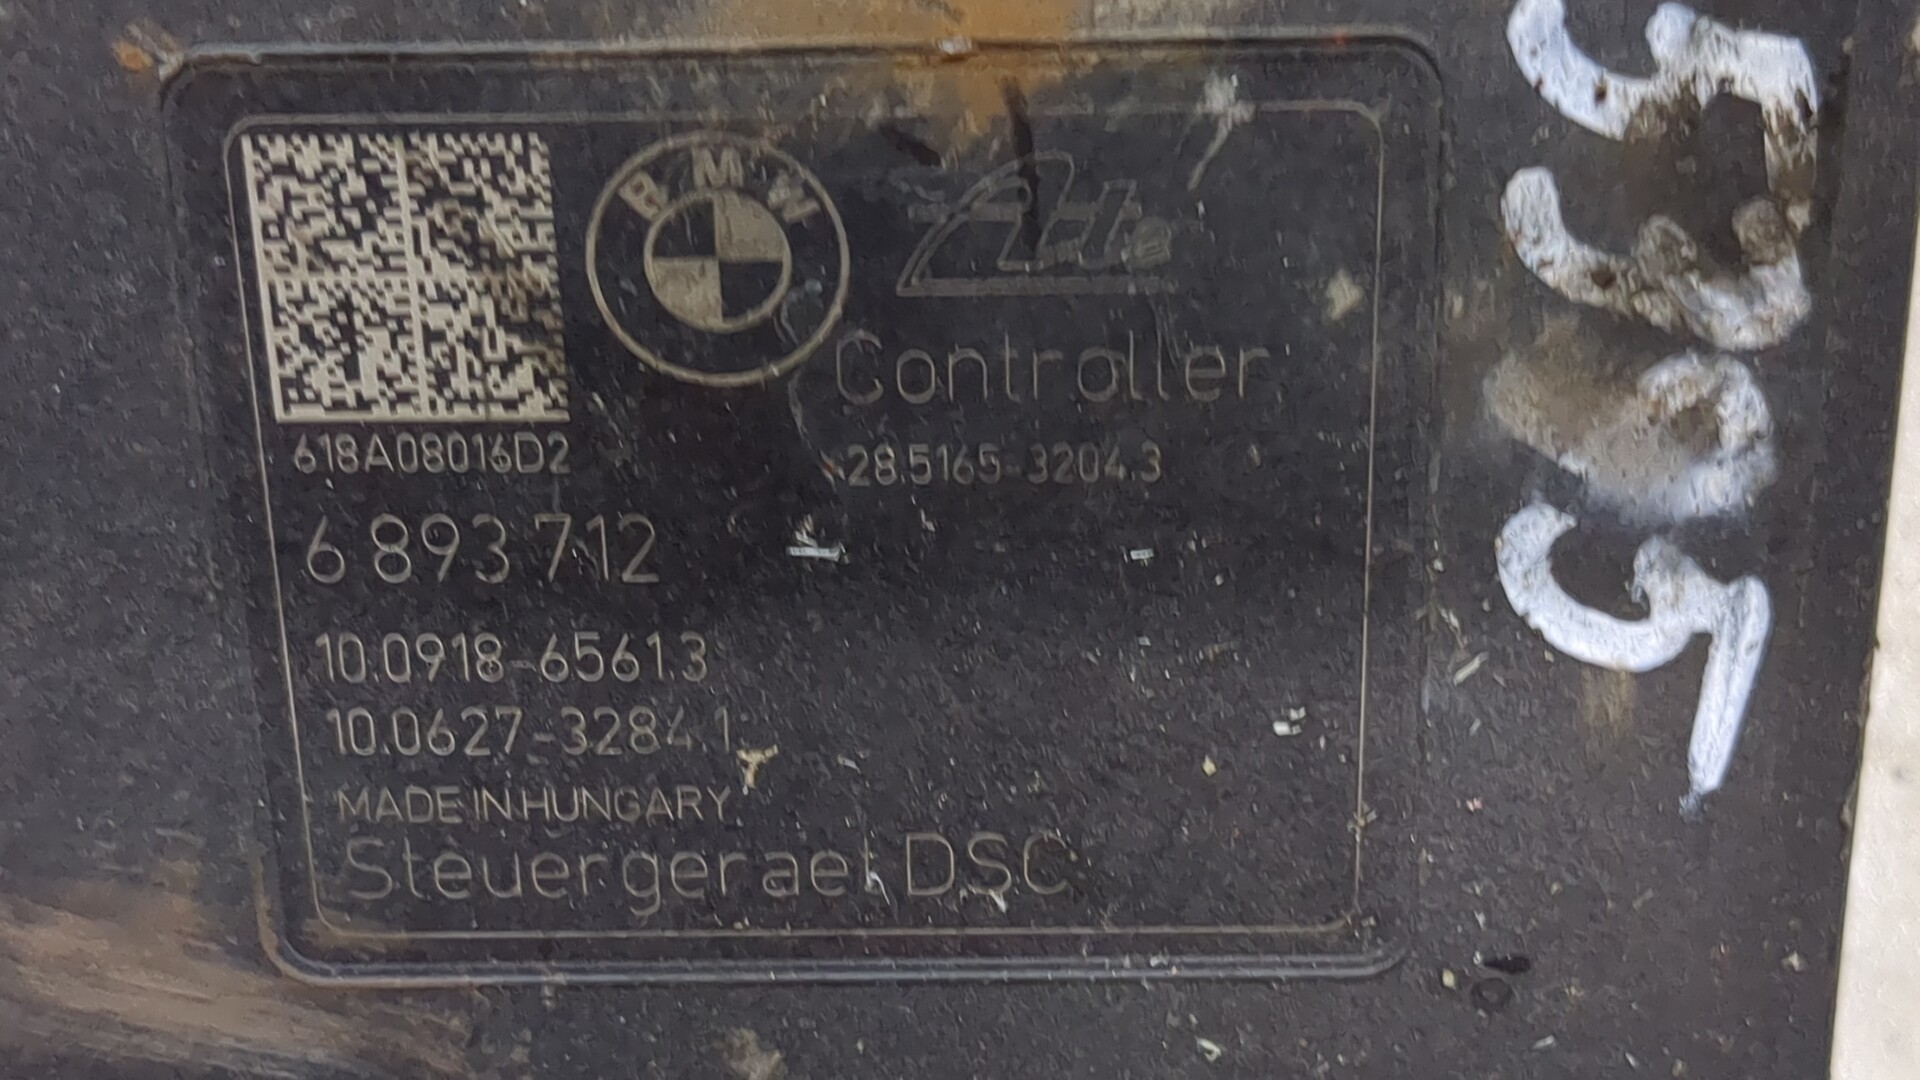 BMW
Ate
Controller
618A08016D2
28.5165-3204.3
6 893 712
10.0918-6561.3
10.0627-3284.1
MADE IN HUNGARY
Steuergeraet DSC